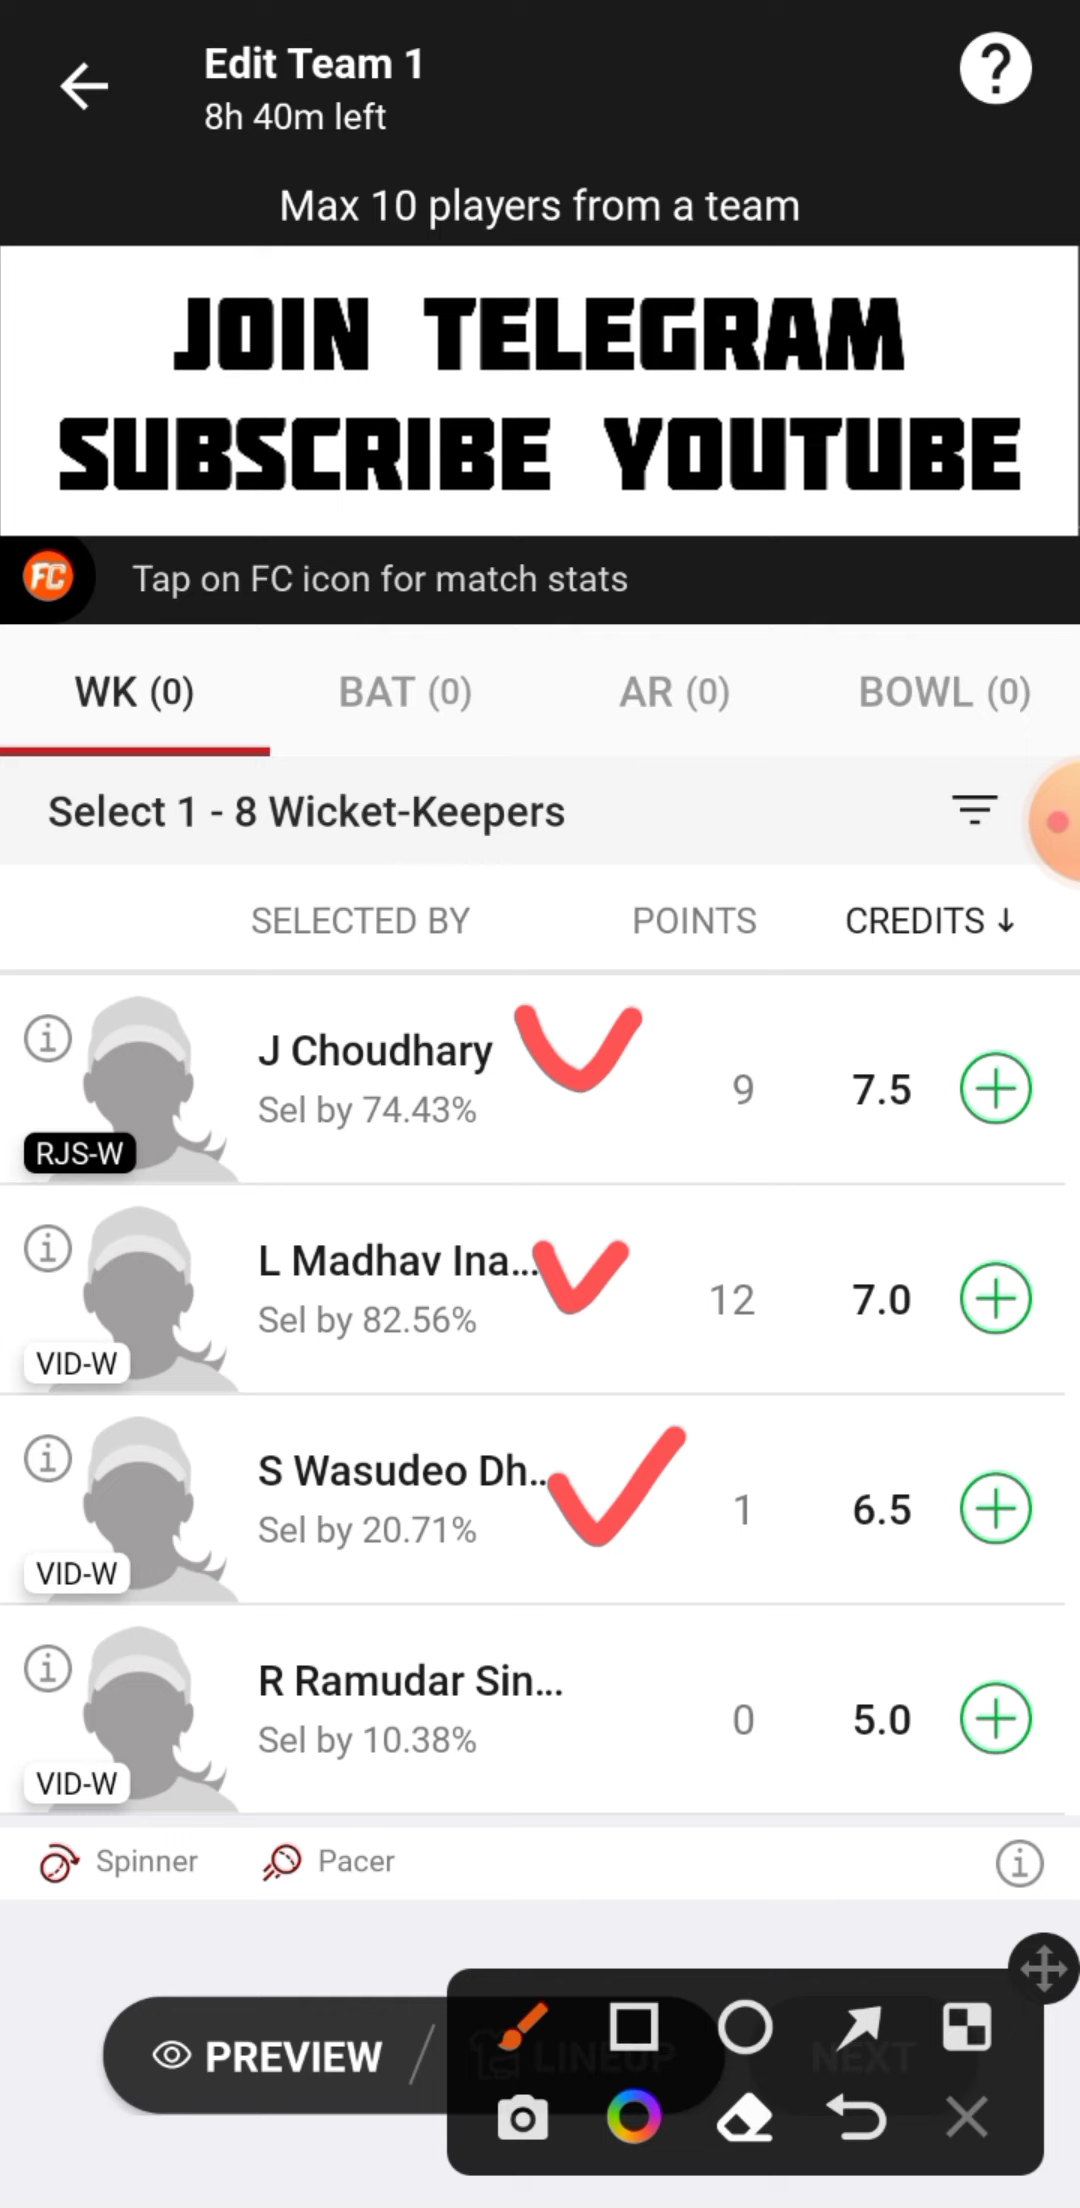 Edit Team 1
8h 40m left
?
Max 10 players from a team
JOIN TELEGRAM
SUBSCRIBE YOUTUBE
FC Tap on FC icon for match stats
WK (0) BAT (0) AR (0) BOWL (0)
Select 1 - 8 Wicket-Keepers
SELECTED BY POINTS CREDITS ↓
J Choudhary
Sel by 74.43% 9 7.5
RJS-W
L Madhav Ina...
Sel by 82.56% 12 7.0
VID-W
S Wasudeo Dh...
Sel by 20.71% 1 6.5
VID-W
R Ramudar Sin...
Sel by 10.38% 0 5.0
VID-W
Spinner Pacer
PREVIEW / LINEUP NEXT